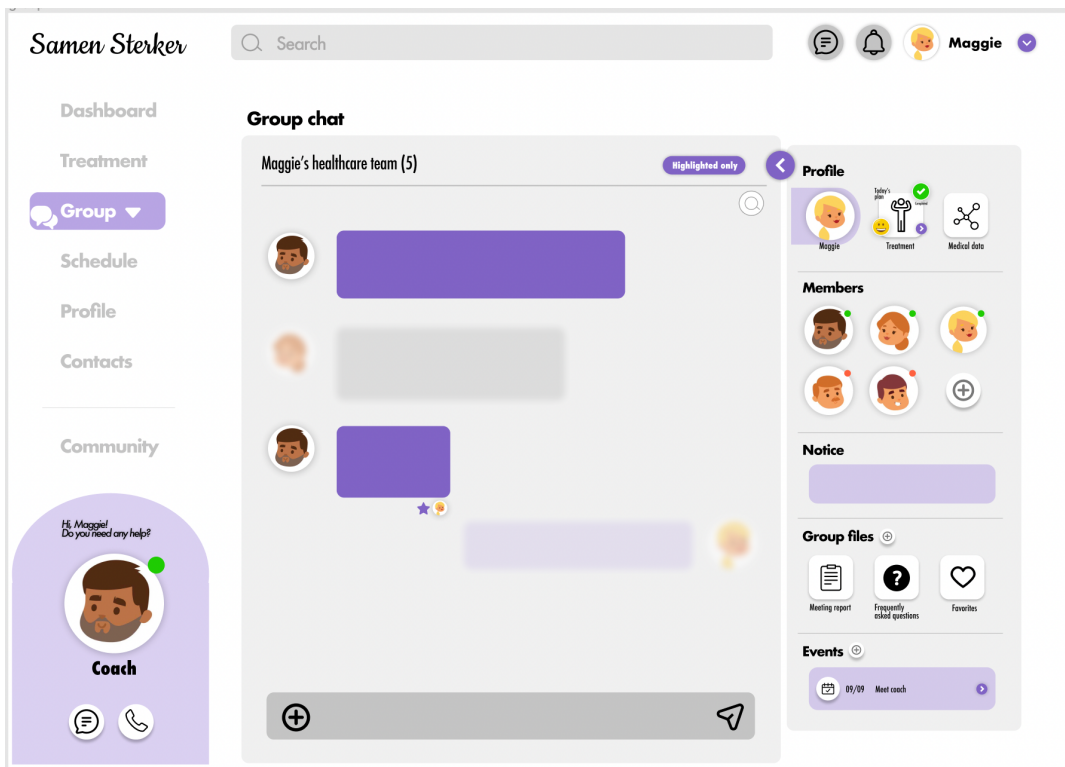 Samen Sterker
Search
Maggie
Dashboard
Treatment
Group
Schedule
Profile
Contacts
Community
Hi, Maggie!
Do you need any help?
Coach
Group chat
Maggie's healthcare team (5)
Highlighted only
Profile
Today's
plan
Maggie
Treatment
Medical data
Members
Notice
Group files
Meeting report
Frequently
asked questions
Favorites
Events
09/09 Meet coach